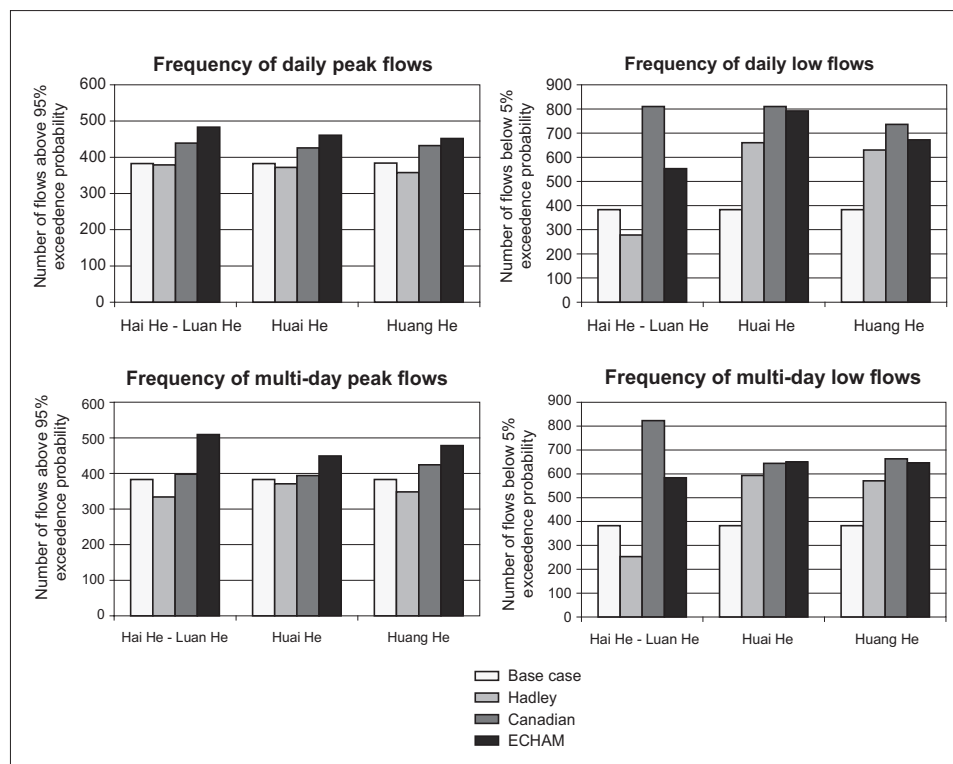 Frequency of daily peak flows
Number of flows above 95%
exceedence probability
600
500
400
300
200
100
0
Hai He - Luan He
Huai He
Huang He
Frequency of daily low flows
Number of flows below 5%
exceedence probability
900
800
700
600
500
400
300
200
100
0
Hai He - Luan He
Huai He
Huang He
Frequency of multi-day peak flows
Number of flows above 95%
exceedence probability
600
500
400
300
200
100
0
Hai He - Luan He
Huai He
Huang He
Frequency of multi-day low flows
Number of flows below 5%
exceedence probability
900
800
700
600
500
400
300
200
100
0
Hai He - Luan He
Huai He
Huang He
Base case
Hadley
Canadian
ECHAM